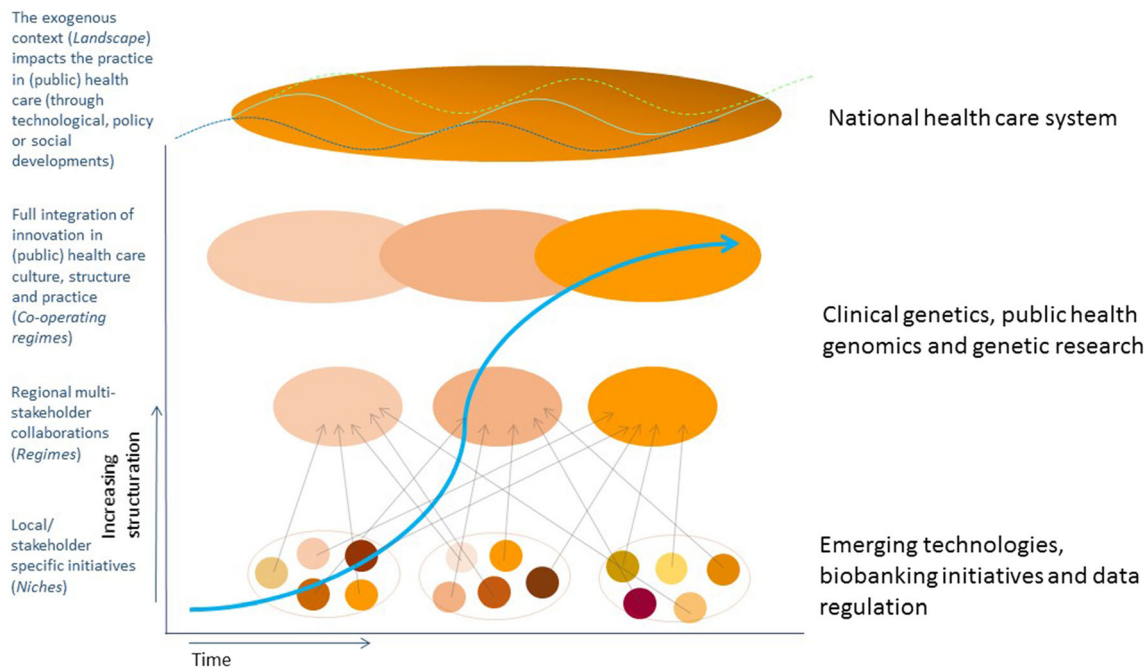 The exogenous
context (Landscape)
impacts the practice
in (public) health
care (through
technological, policy
or social
developments)
National health care system
Full integration of
innovation in
(public) health care
culture, structure
and practice
(Co-operating
regimes)
Clinical genetics, public health
genomics and genetic research
Regional multi-
stakeholder
collaborations
(Regimes)
Increasing
structuration
Local/
stakeholder
specific initiatives
(Niches)
Emerging technologies,
biobanking initiatives and data
regulation
Time